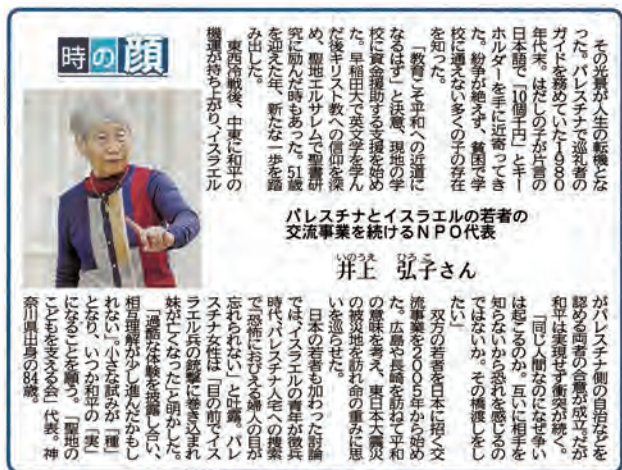 時の顔
パレスチナとイスラエルの若者の
交流事業を続けるNPO代表
いのうえ ひろこ
井上 弘子さん
その光景が人生の転機とな
った。パレスチナで巡礼者の
ガイドを務めていた1980
年代末。はだしの子が片言の
日本語で「10個千円」とキー
ホルダーを手に近寄ってき
た。紛争が絶えず、貧困で学
校に通えない多くの子の存在
を知った。
「教育こそ平和への近道に
なるはず」と決意、現地の学
校に資金援助する支援を始め
た。早稲田大で英文学を学ん
だ後キリスト教への信仰を深
め、聖地エルサレムで聖書研
究に励んだ時もあった。51歳
を迎えた年、新たな一歩を踏
み出した。
東西冷戦後、中東に和平の
機運が持ち上がり、イスラエル
がパレスチナ側の自治などを
認める両者の合意が成立。だが
和平は実現せず衝突が続く。
「同じ人間なのになぜ争い
は起こるのか。互いに相手を
知らないから恐れを感じるの
ではないか。その橋渡しをし
たい」
双方の若者を日本に招く交
流事業を2005年から始め
た。広島や長崎を訪ねて平和
の意味を考え、東日本大震災
の被災地を訪れ命の重みに思
いを巡らせた。
日本の若者も加わった討論
では、イスラエルの青年が徴兵
時代、パレスチナ人宅への捜索
で「恐怖におびえる婦人の目が
忘れられない」と吐露。パレ
スチナ女性は「目の前でイス
ラエル兵の銃撃に巻き込まれ
妹が亡くなった」と明かした。
「過酷な体験を披露し合い、
相互理解が少し進んだかもし
れない」。小さな試みが「種」
となり、いつか和平の「実」
になることを願う。「聖地の
こどもを支える会」代表。神
奈川県出身の84歳。